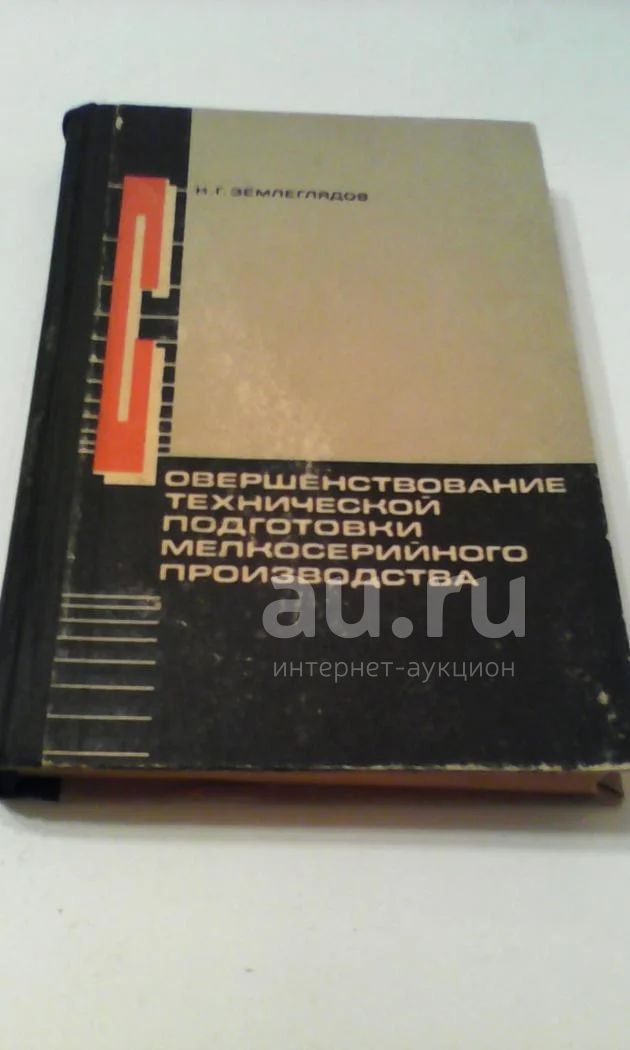 Н. Г. ЗЕМЛЕГЛЯДОВ
СОВЕРШЕНСТВОВАНИЕ
ТЕХНИЧЕСКОЙ
ПОДГОТОВКИ
МЕЛКОСЕРИЙНОГО
ПРОИЗВОДСТВА
au.ru
интернет-аукцион